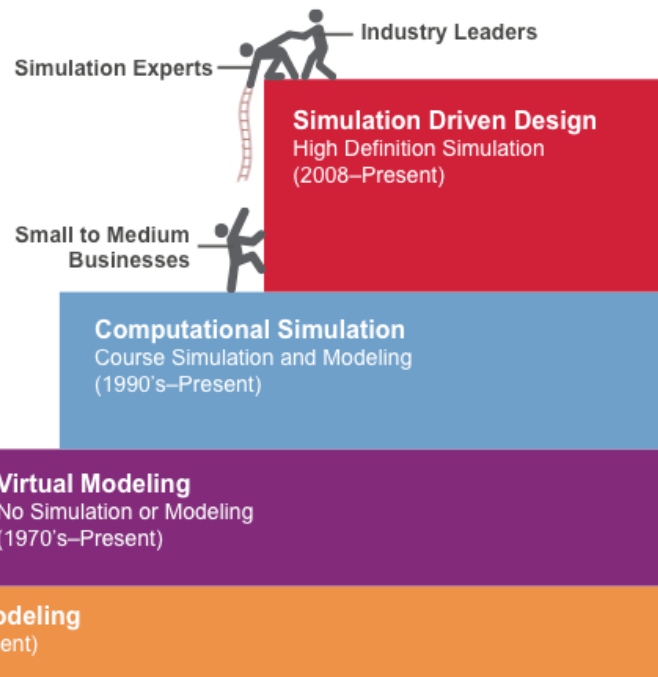 Industry Leaders
Simulation Experts
Simulation Driven Design
High Definition Simulation
(2008–Present)
Small to Medium
Businesses
Computational Simulation
Course Simulation and Modeling
(1990's–Present)
Virtual Modeling
No Simulation or Modeling
(1970's–Present)
odeling
ent)